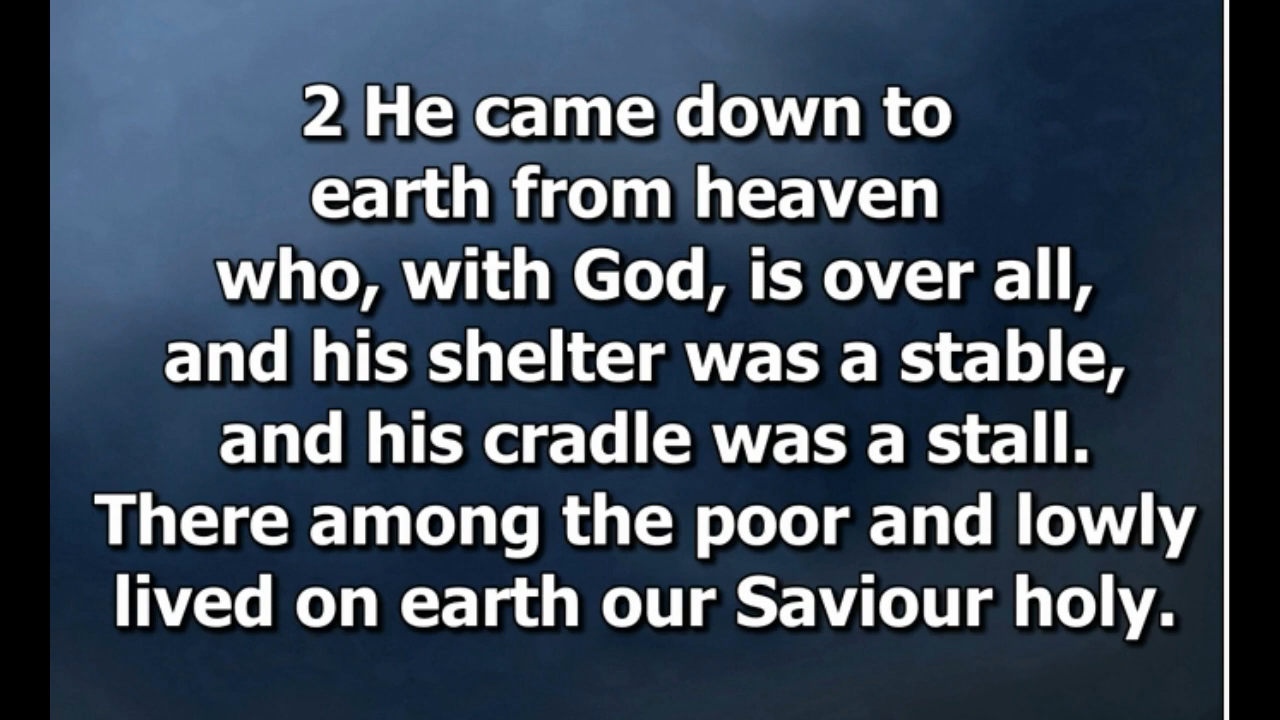 2 He came down to
earth from heaven
who, with God, is over all,
and his shelter was a stable,
and his cradle was a stall.
There among the poor and lowly
lived on earth our Saviour holy.